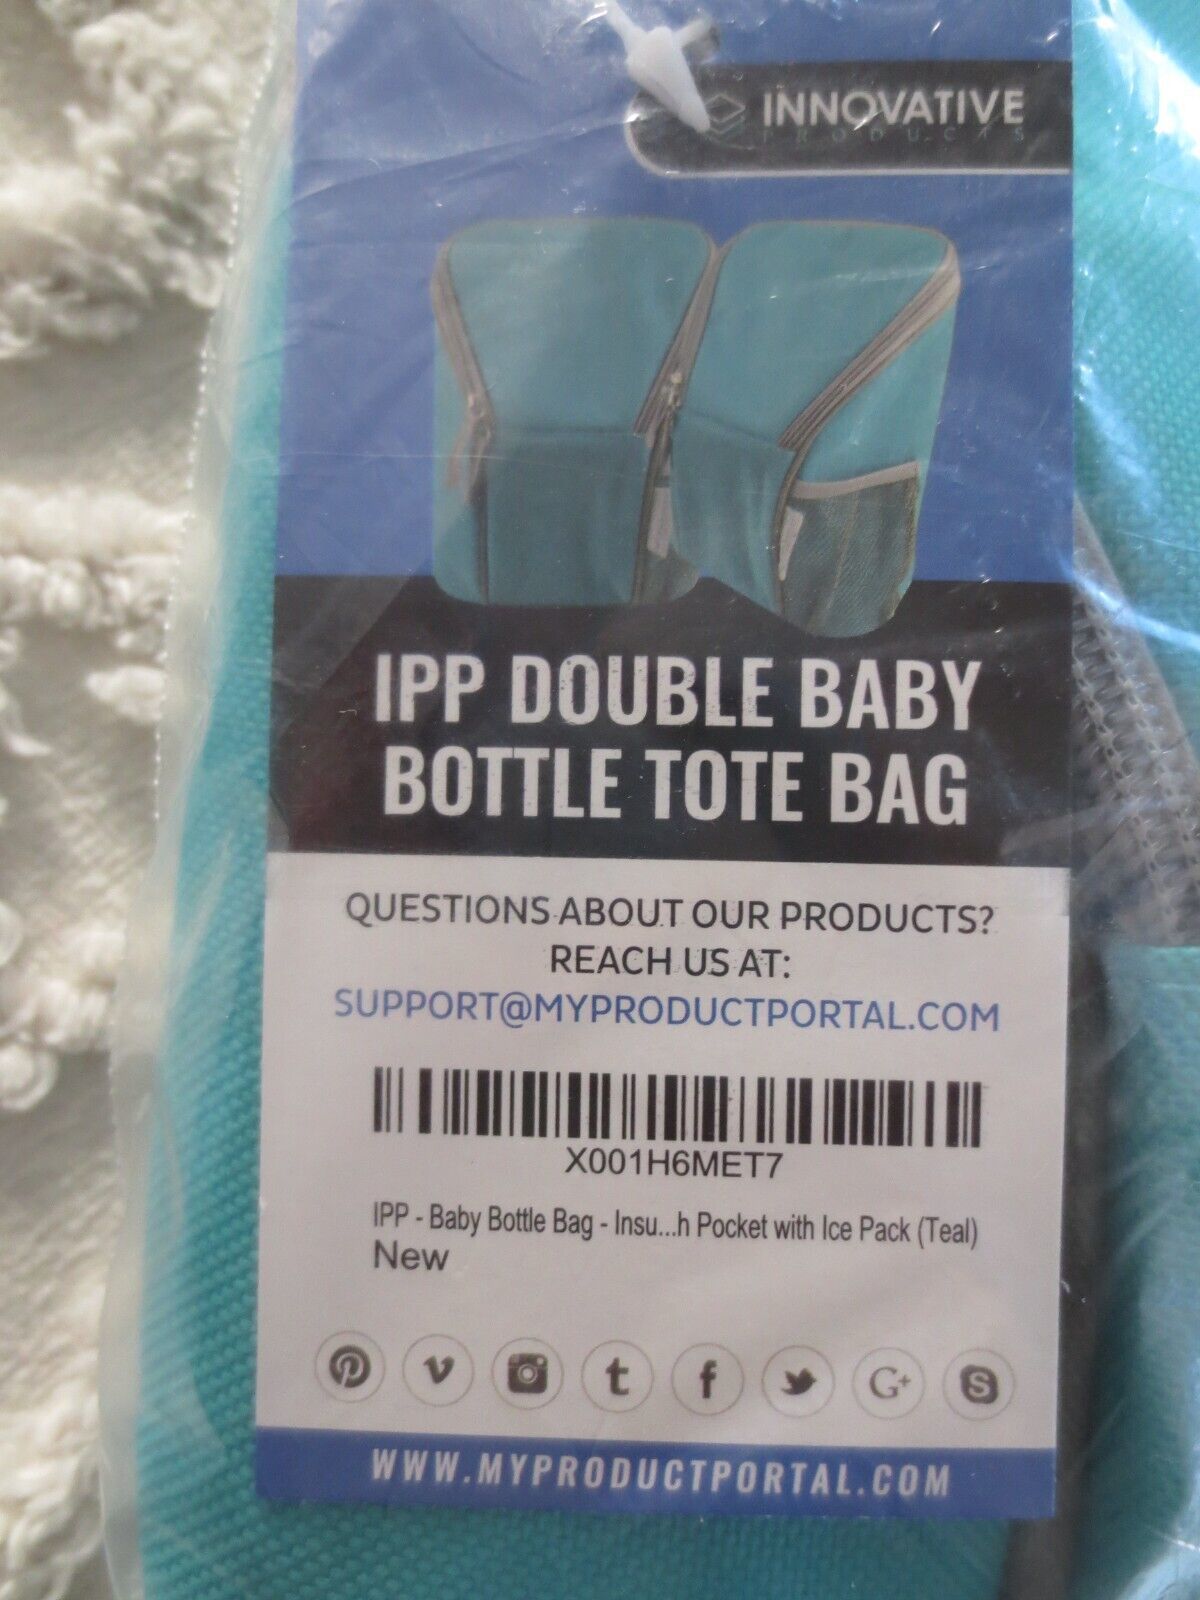 INNOVATIVE
PRODUCTS
IPP DOUBLE BABY
BOTTLE TOTE BAG
QUESTIONS ABOUT OUR PRODUCTS?
REACH US AT:
SUPPORT@MYPRODUCTPORTAL.COM
X001H6MET7
IPP - Baby Bottle Bag - Insu...h Pocket with Ice Pack (Teal)
New
WWW.MYPRODUCTPORTAL.COM